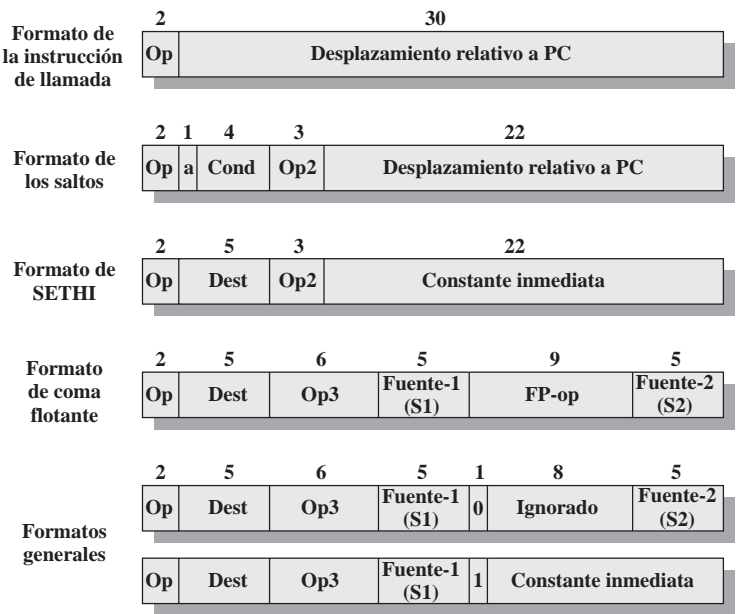 2 30
Formato de
la instrucción
de llamada
Op Desplazamiento relativo a PC
2 1 4 3 22
Formato de
los saltos
Op a Cond Op2 Desplazamiento relativo a PC
2 5 3 22
Formato de
SETHI
Op Dest Op2 Constante inmediata
2 5 6 5 9 5
Formato
de coma
flotante
Op Dest Op3 Fuente-1
(S1) FP-op Fuente-2
(S2)
2 5 6 5 1 8 5
Formatos
generales
Op Dest Op3 Fuente-1
(S1) 0 Ignorado Fuente-2
(S2)
Op Dest Op3 Fuente-1
(S1) 1 Constante inmediata